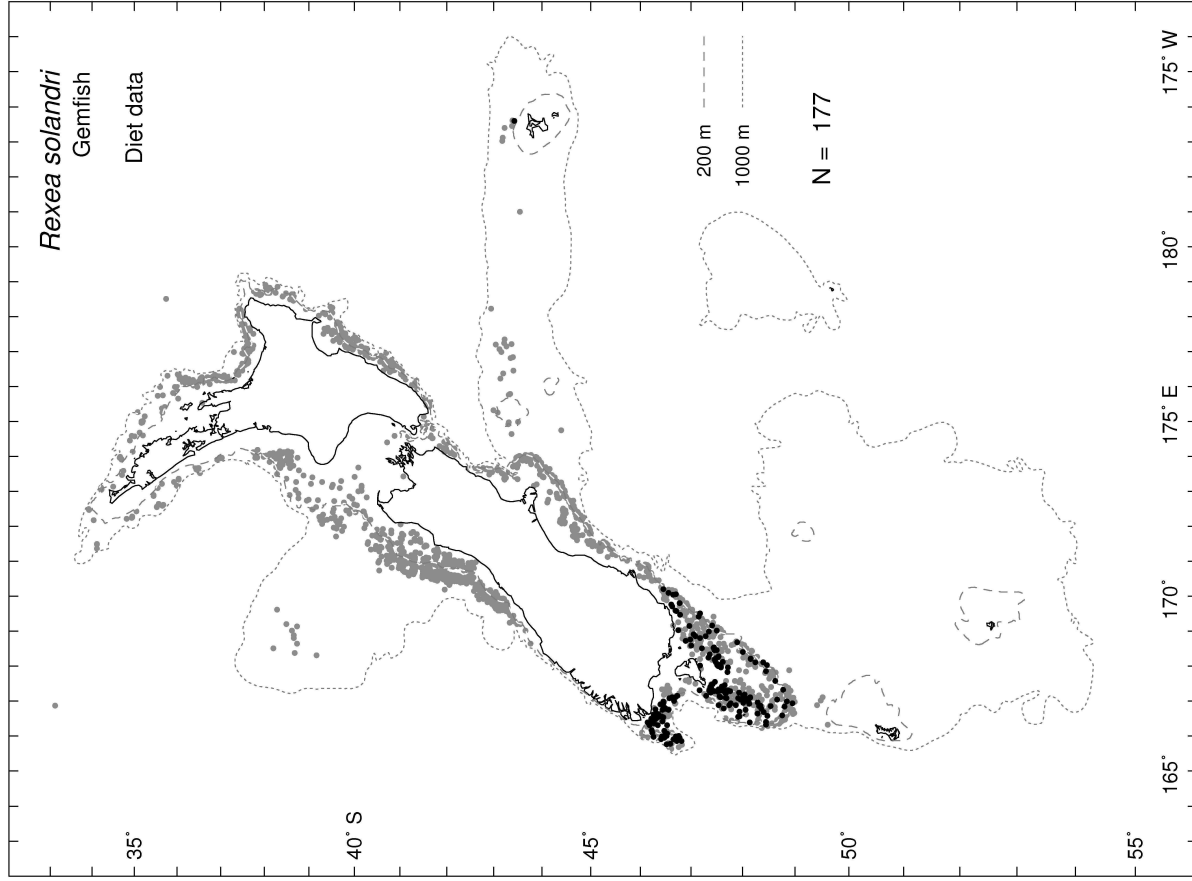 Rexea solandri
Gemfish
Diet data
200 m
1000 m
N = 177
35°
40° S
45°
50°
55°
165°
170°
175° E
180°
175° W